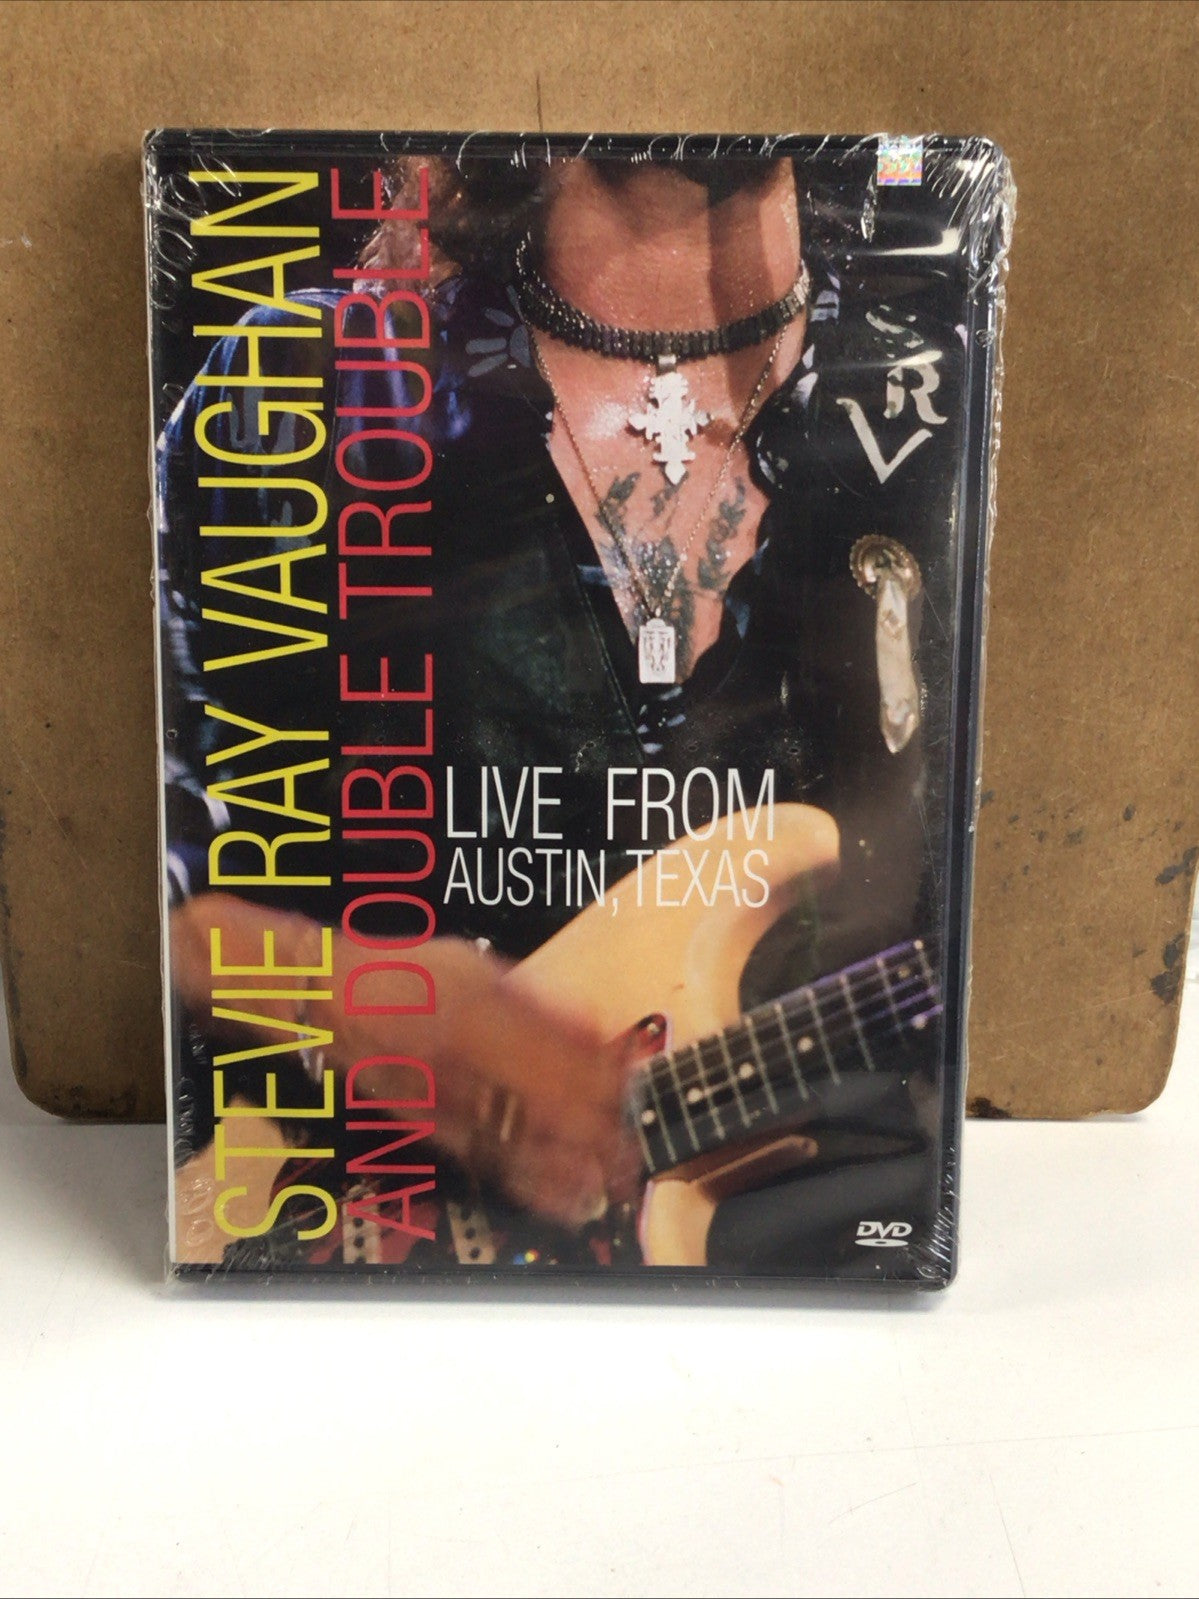 STEVIE RAY VAUGHAN
AND DOUBLE TROUBLE
SRV
LIVE FROM
AUSTIN, TEXAS
DVD